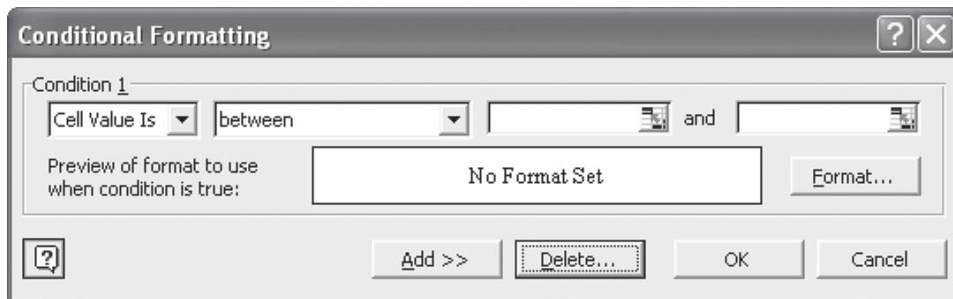 Conditional Formatting
Condition 1
Cell Value Is between and
Preview of format to use
when condition is true:
No Format Set
Format...
Add >> Delete... OK Cancel